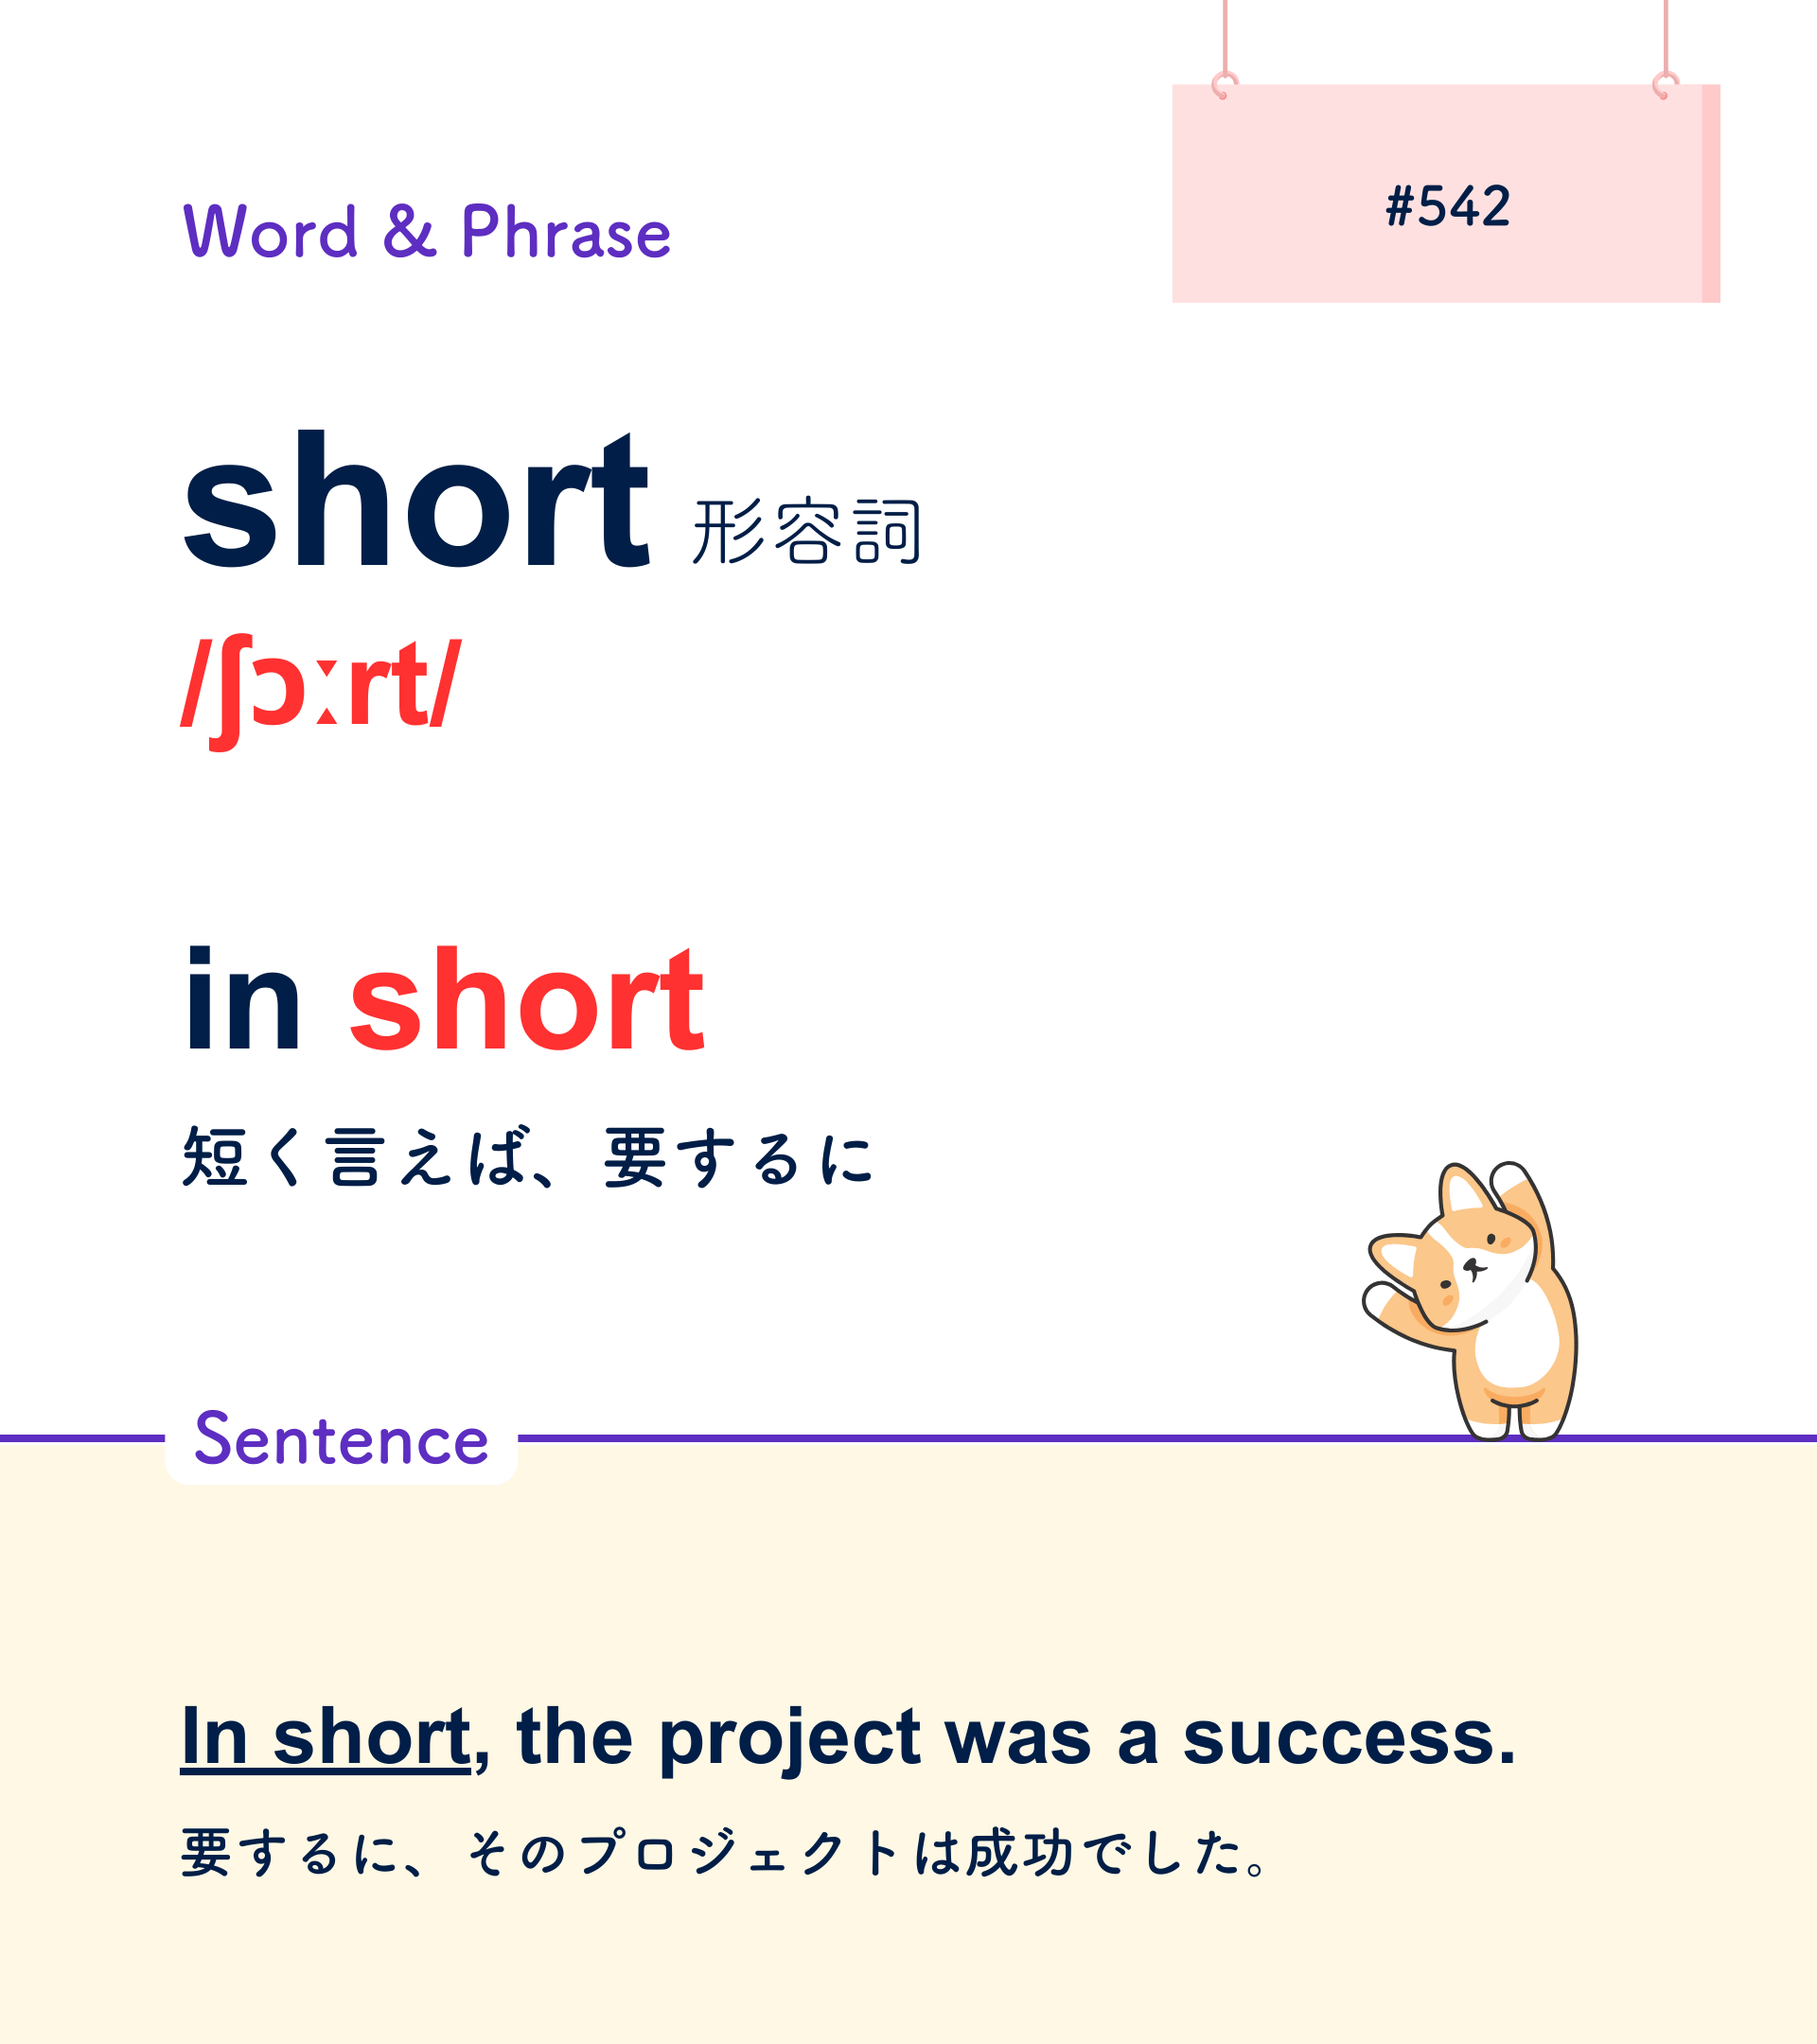 #542
Word & Phrase
short 形容詞
/ʃɔːrt/
in short
短く言えば、要するに
Sentence
In short, the project was a success.
要するに、そのプロジェクトは成功でした。